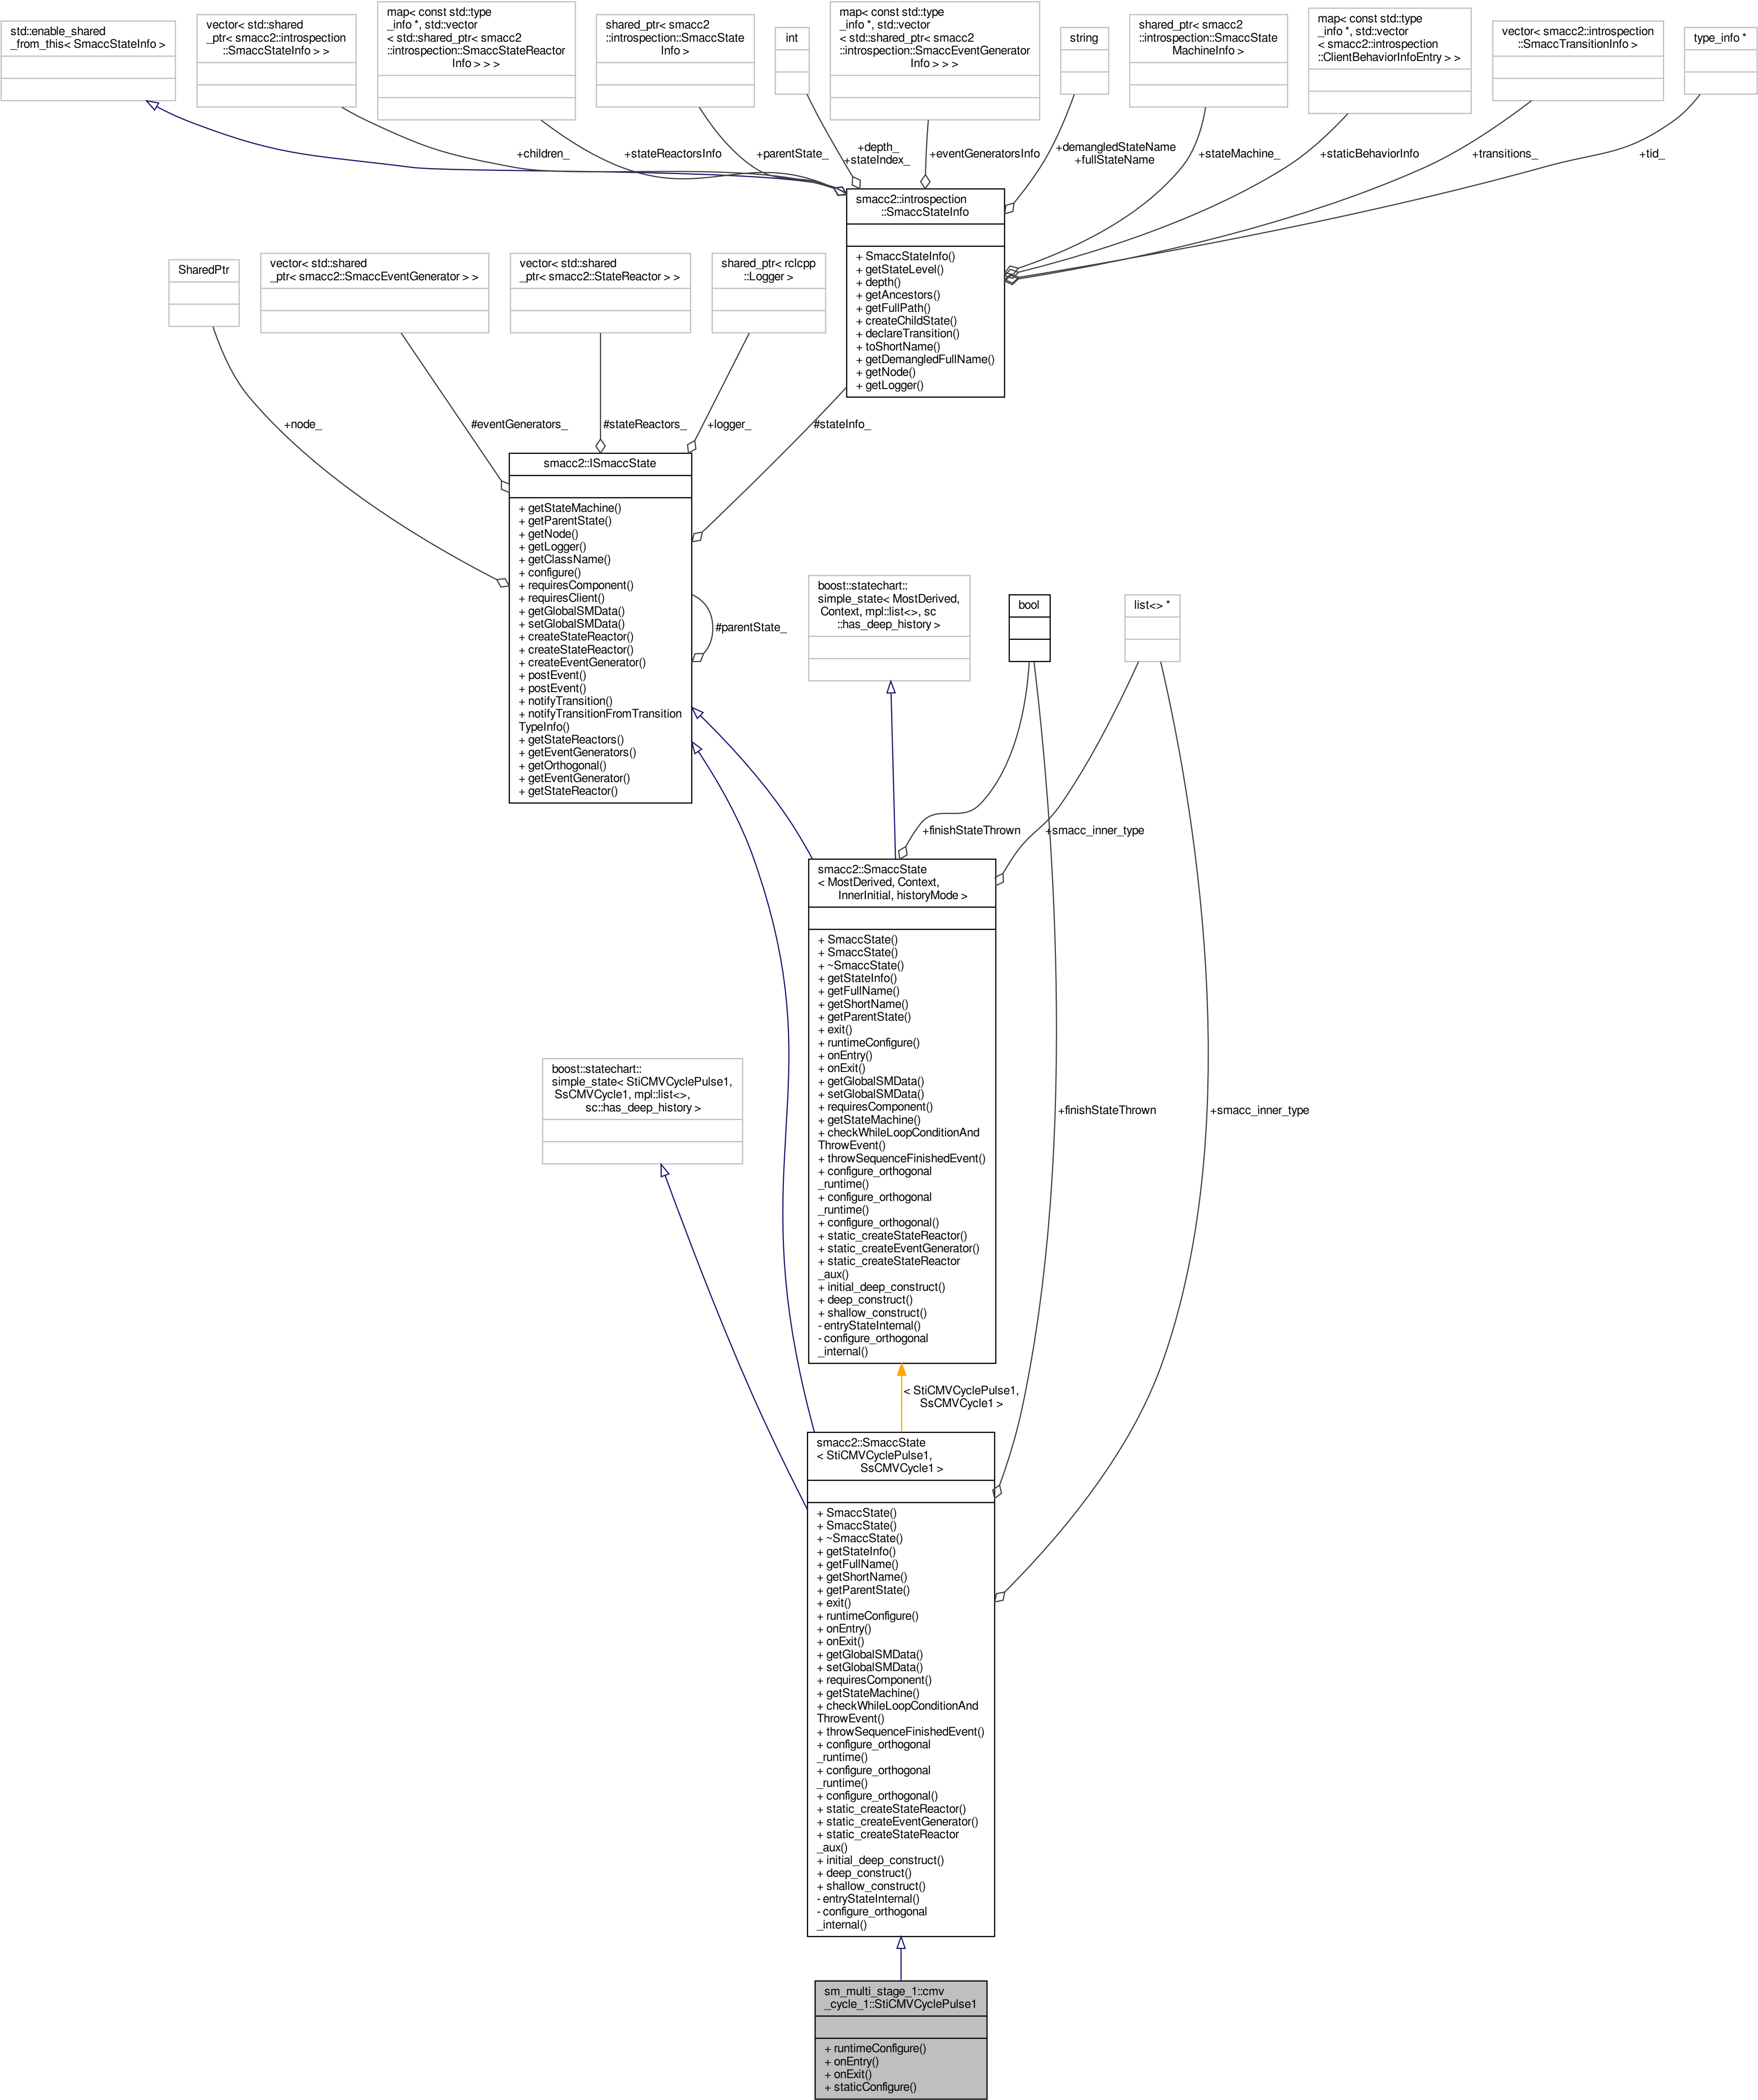 std::enable_shared
_from_this< SmaccStateInfo >
vector< std::shared
_ptr< smacc2::introspection
::SmaccStateInfo > >
map< const std::type
_info *, std::vector
< std::shared_ptr< smacc2
::introspection::SmaccStateReactor
Info > > >
shared_ptr< smacc2
::introspection::SmaccState
Info >
int
map< const std::type
_info *, std::vector
< std::shared_ptr< smacc2
::introspection::SmaccEventGenerator
Info > > >
string
shared_ptr< smacc2
::introspection::SmaccState
MachineInfo >
map< const std::type
_info *, std::vector
< smacc2::introspection
::ClientBehaviorInfoEntry > >
vector< smacc2::introspection
::SmaccTransitionInfo >
type_info *
+children_
+stateReactorsInfo
+parentState_
+depth_
+stateIndex_
+eventGeneratorsInfo
+demangledStateName
+fullStateName
+stateMachine_
+staticBehaviorInfo
+transitions_
+tid_
smacc2::introspection
::SmaccStateInfo
+ SmaccStateInfo()
+ getStateLevel()
+ depth()
+ getAncestors()
+ getFullPath()
+ createChildState()
+ declareTransition()
+ toShortName()
+ getDemangledFullName()
+ getNode()
+ getLogger()
SharedPtr
vector< std::shared
_ptr< smacc2::SmaccEventGenerator > >
vector< std::shared
_ptr< smacc2::StateReactor > >
shared_ptr< rclcpp
::Logger >
+node_
#eventGenerators_
#stateReactors_
+logger_
#stateInfo_
smacc2::ISmaccState
+ getStateMachine()
+ getParentState()
+ getNode()
+ getLogger()
+ getClassName()
+ configure()
+ requiresComponent()
+ requiresClient()
+ getGlobalSMData()
+ setGlobalSMData()
+ createStateReactor()
+ createStateReactor()
+ createEventGenerator()
+ postEvent()
+ postEvent()
+ notifyTransition()
+ notifyTransitionFromTransition
TypeInfo()
+ getStateReactors()
+ getEventGenerators()
+ getOrthogonal()
+ getEventGenerator()
+ getStateReactor()
#parentState_
boost::statechart::
simple_state< MostDerived,
Context, mpl::list<>, sc
::has_deep_history >
bool
list<> *
+finishStateThrown
+smacc_inner_type
smacc2::SmaccState
< MostDerived, Context,
InnerInitial, historyMode >
+ SmaccState()
+ SmaccState()
+ ~SmaccState()
+ getStateInfo()
+ getFullName()
+ getShortName()
+ getParentState()
+ exit()
+ runtimeConfigure()
+ onEntry()
+ onExit()
+ getGlobalSMData()
+ setGlobalSMData()
+ requiresComponent()
+ getStateMachine()
+ checkWhileLoopConditionAnd
ThrowEvent()
+ throwSequenceFinishedEvent()
+ configure_orthogonal
_runtime()
+ configure_orthogonal
_runtime()
+ configure_orthogonal()
+ static_createStateReactor()
+ static_createEventGenerator()
+ static_createStateReactor
_aux()
+ initial_deep_construct()
+ deep_construct()
+ shallow_construct()
- entryStateInternal()
- configure_orthogonal
_internal()
boost::statechart::
simple_state< StiCMVCyclePulse1,
SsCMVCycle1, mpl::list<>,
sc::has_deep_history >
+finishStateThrown
+smacc_inner_type
< StiCMVCyclePulse1,
SsCMVCycle1 >
smacc2::SmaccState
< StiCMVCyclePulse1,
SsCMVCycle1 >
+ SmaccState()
+ SmaccState()
+ ~SmaccState()
+ getStateInfo()
+ getFullName()
+ getShortName()
+ getParentState()
+ exit()
+ runtimeConfigure()
+ onEntry()
+ onExit()
+ getGlobalSMData()
+ setGlobalSMData()
+ requiresComponent()
+ getStateMachine()
+ checkWhileLoopConditionAnd
ThrowEvent()
+ throwSequenceFinishedEvent()
+ configure_orthogonal
_runtime()
+ configure_orthogonal
_runtime()
+ configure_orthogonal()
+ static_createStateReactor()
+ static_createEventGenerator()
+ static_createStateReactor
_aux()
+ initial_deep_construct()
+ deep_construct()
+ shallow_construct()
- entryStateInternal()
- configure_orthogonal
_internal()
sm_multi_stage_1::cmv
_cycle_1::StiCMVCyclePulse1
+ runtimeConfigure()
+ onEntry()
+ onExit()
+ staticConfigure()